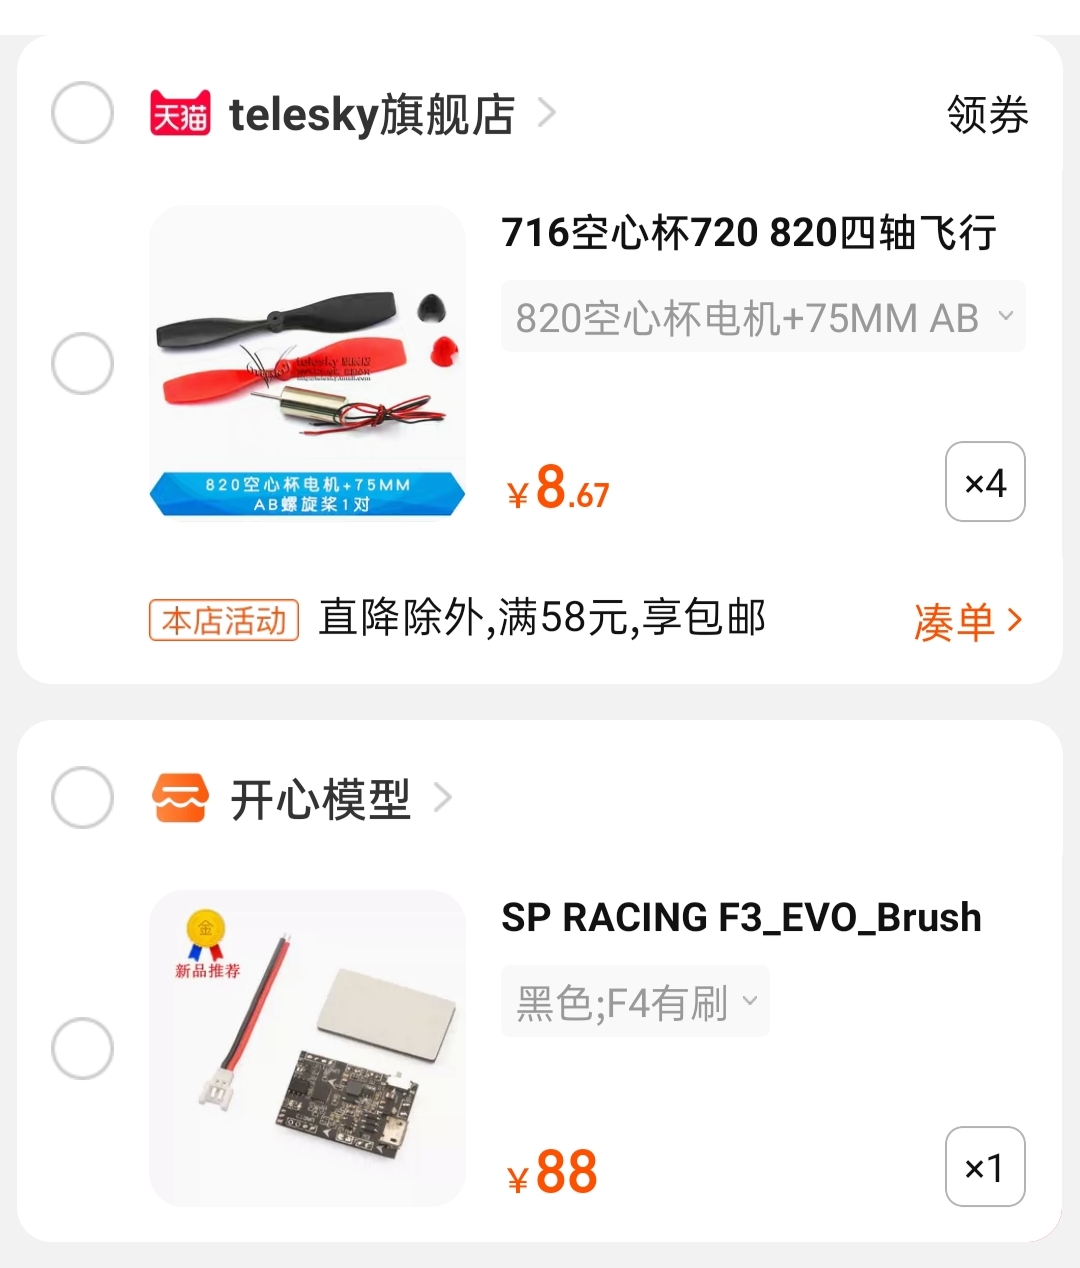 天猫 telesky旗舰店
领券
716空心杯720 820四轴飞行
820空心杯电机+75MM AB
820空心杯电机+75MM
AB螺旋桨1对
¥8.67
×4
本店活动 直降除外,满58元,享包邮
凑单
开心模型
金
新品推荐
SP RACING F3_EVO_Brush
黑色;F4有刷
¥88
×1